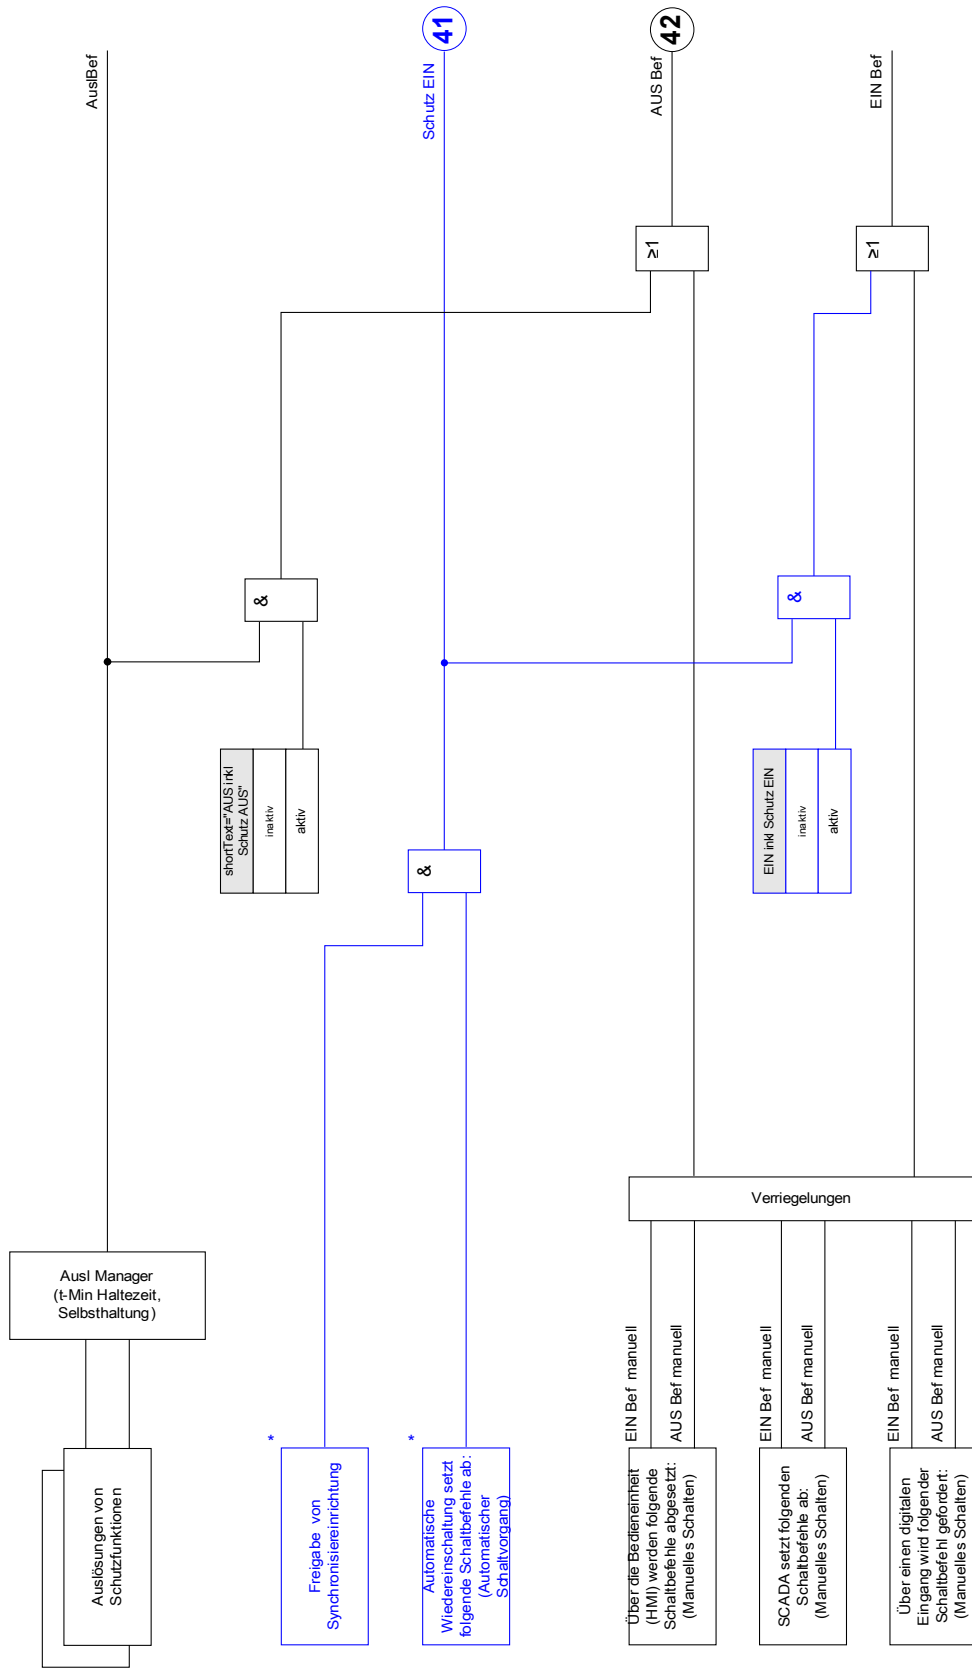 AuslBef
Schutz EIN
41
AUS Bef
42
EIN Bef
≥1
≥1
&
&
&
shortText="AUS inkl
Schutz AUS"
inaktiv
aktiv
EIN inkl Schutz EIN
inaktiv
aktiv
Ausl Manager
(t-Min Haltezeit,
Selbsthaltung)
Verriegelungen
Auslösungen von
Schutzfunktionen
*
Freigabe von
Synchronisiereinrichtung
*
Automatische
Wiedereinschaltung setzt
folgende Schaltbefehle ab:
(Automatischer
Schaltvorgang)
EIN Bef manuell
AUS Bef manuell
Über die Bedieneinheit
(HMI) werden folgende
Schaltbefehle abgesetzt:
(Manuelles Schalten)
EIN Bef manuell
AUS Bef manuell
SCADA setzt folgenden
Schaltbefehle ab:
(Manuelles Schalten)
EIN Bef manuell
AUS Bef manuell
Über einen digitalen
Eingang wird folgender
Schaltbefehl gefordert:
(Manuelles Schalten)